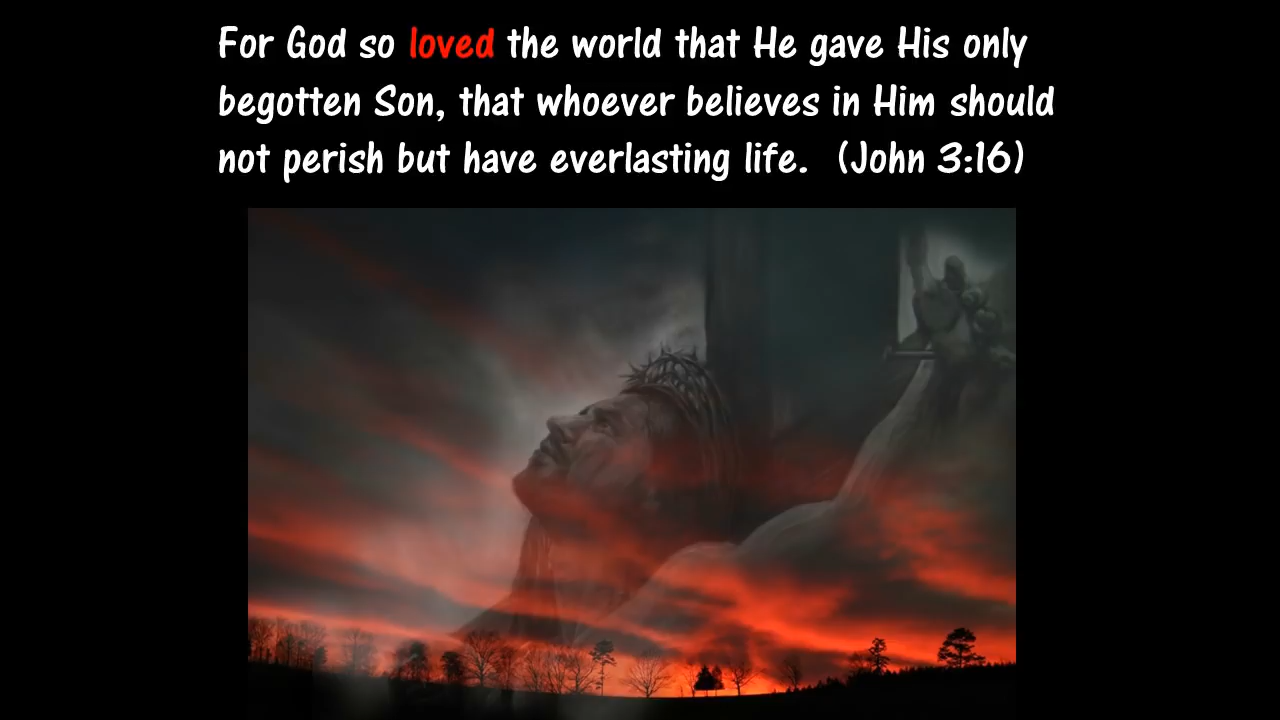 For God so loved the world that He gave His only
begotten Son, that whoever believes in Him should
not perish but have everlasting life. (John 3:16)